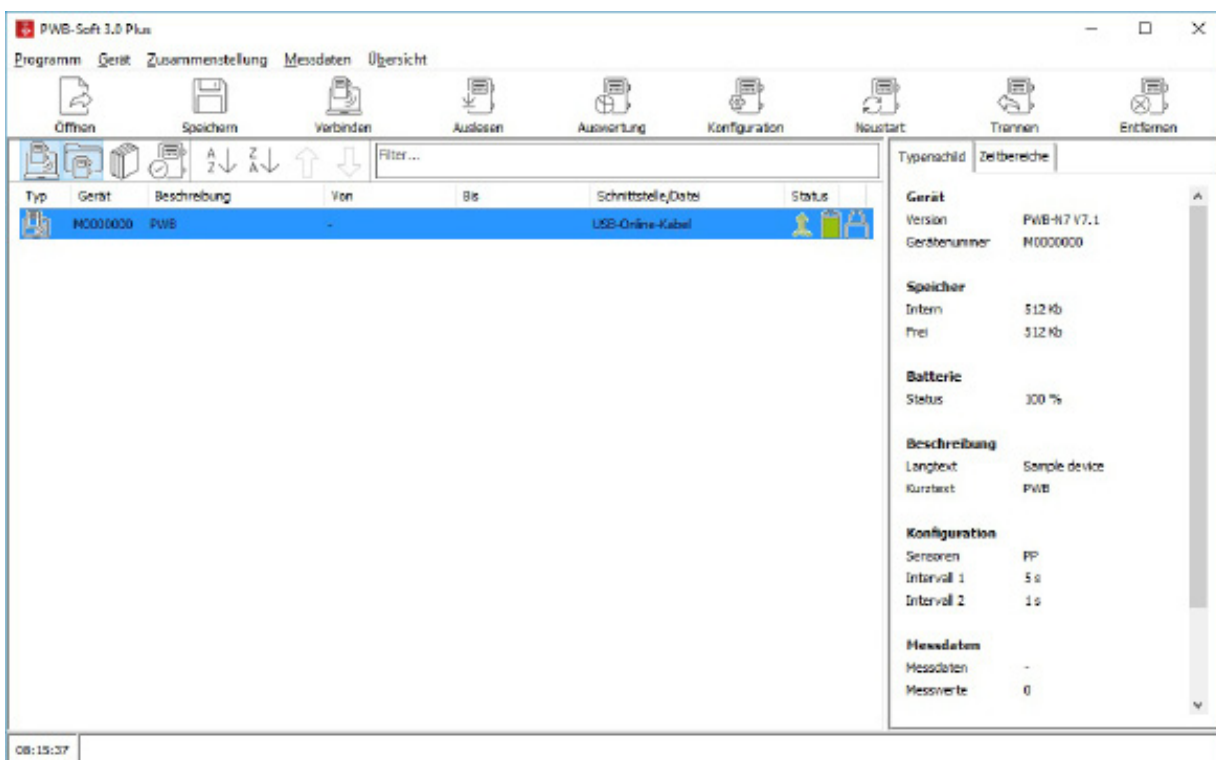 PWB-Soft 3.0 Plus
Programm Gerät Zusammenstellung Messdaten Übersicht
Öffnen Speichern Verbinden Auslesen Auswertung Konfiguration Neustart Trennen Entfernen
A Z Z A Filter... Typenschild Zeitbereiche
Typ Gerät Beschreibung Von Bis Schnittstelle/Datei Status
M0000000 PWB - USB-Online-Kabel
Gerät
Version PWB-N7 V7.1
Gerätenummer M0000000
Speicher
Intern 512 Kb
Frei 512 Kb
Batterie
Status 100 %
Beschreibung
Langtext Sample device
Kurztext PWB
Konfiguration
Sensoren PP
Intervall 1 5 s
Intervall 2 1 s
Messdaten
Messdaten -
Messwerte 0
08:15:37